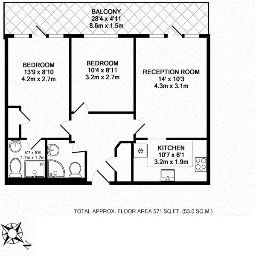 BALCONY
28'4 x 4'11
8.6m x 1.5m
BEDROOM
13'9 x 8'10
4.2m x 2.7m
BEDROOM
10'4 x 8'11
3.2m x 2.7m
RECEPTION ROOM
14' x 10'3
4.3m x 3.1m
KITCHEN
10'7 x 6'1
3.2m x 1.9m
TOTAL APPROX. FLOOR AREA 571 SQ.FT. (53.0 SQ.M.)